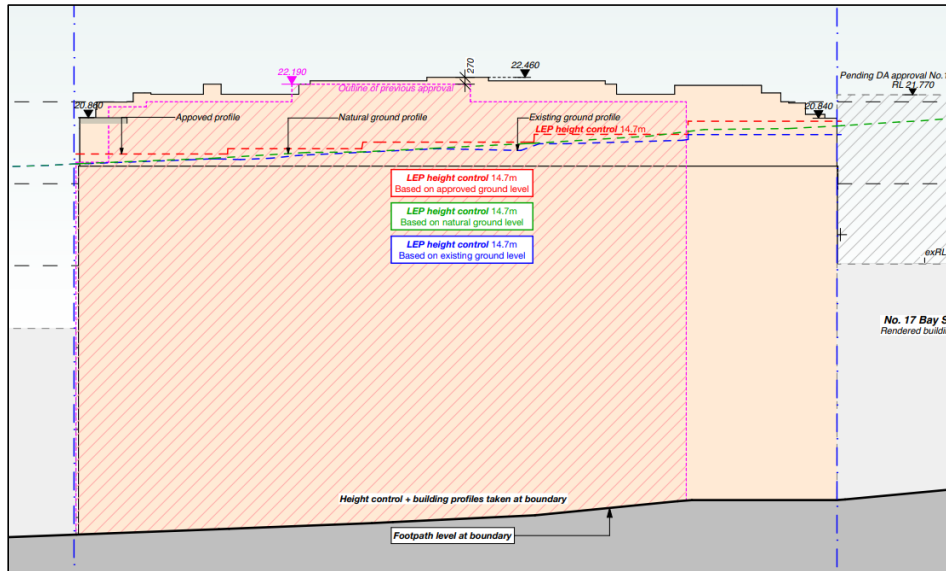 22.190
270
22.460
Pending DA approval No.1
RL 21,770
Outline of previous approval
20.860
20.840
Appoved profile
Natural ground profile
Existing ground profile
LEP height control 14.7m
LEP height control 14.7m
Based on approved ground level
LEP height control 14.7m
Based on natural ground level
LEP height control 14.7m
Based on existing ground level
exRL
No. 17 Bay S
Rendered buildin
Height control + building profiles taken at boundary
Footpath level at boundary